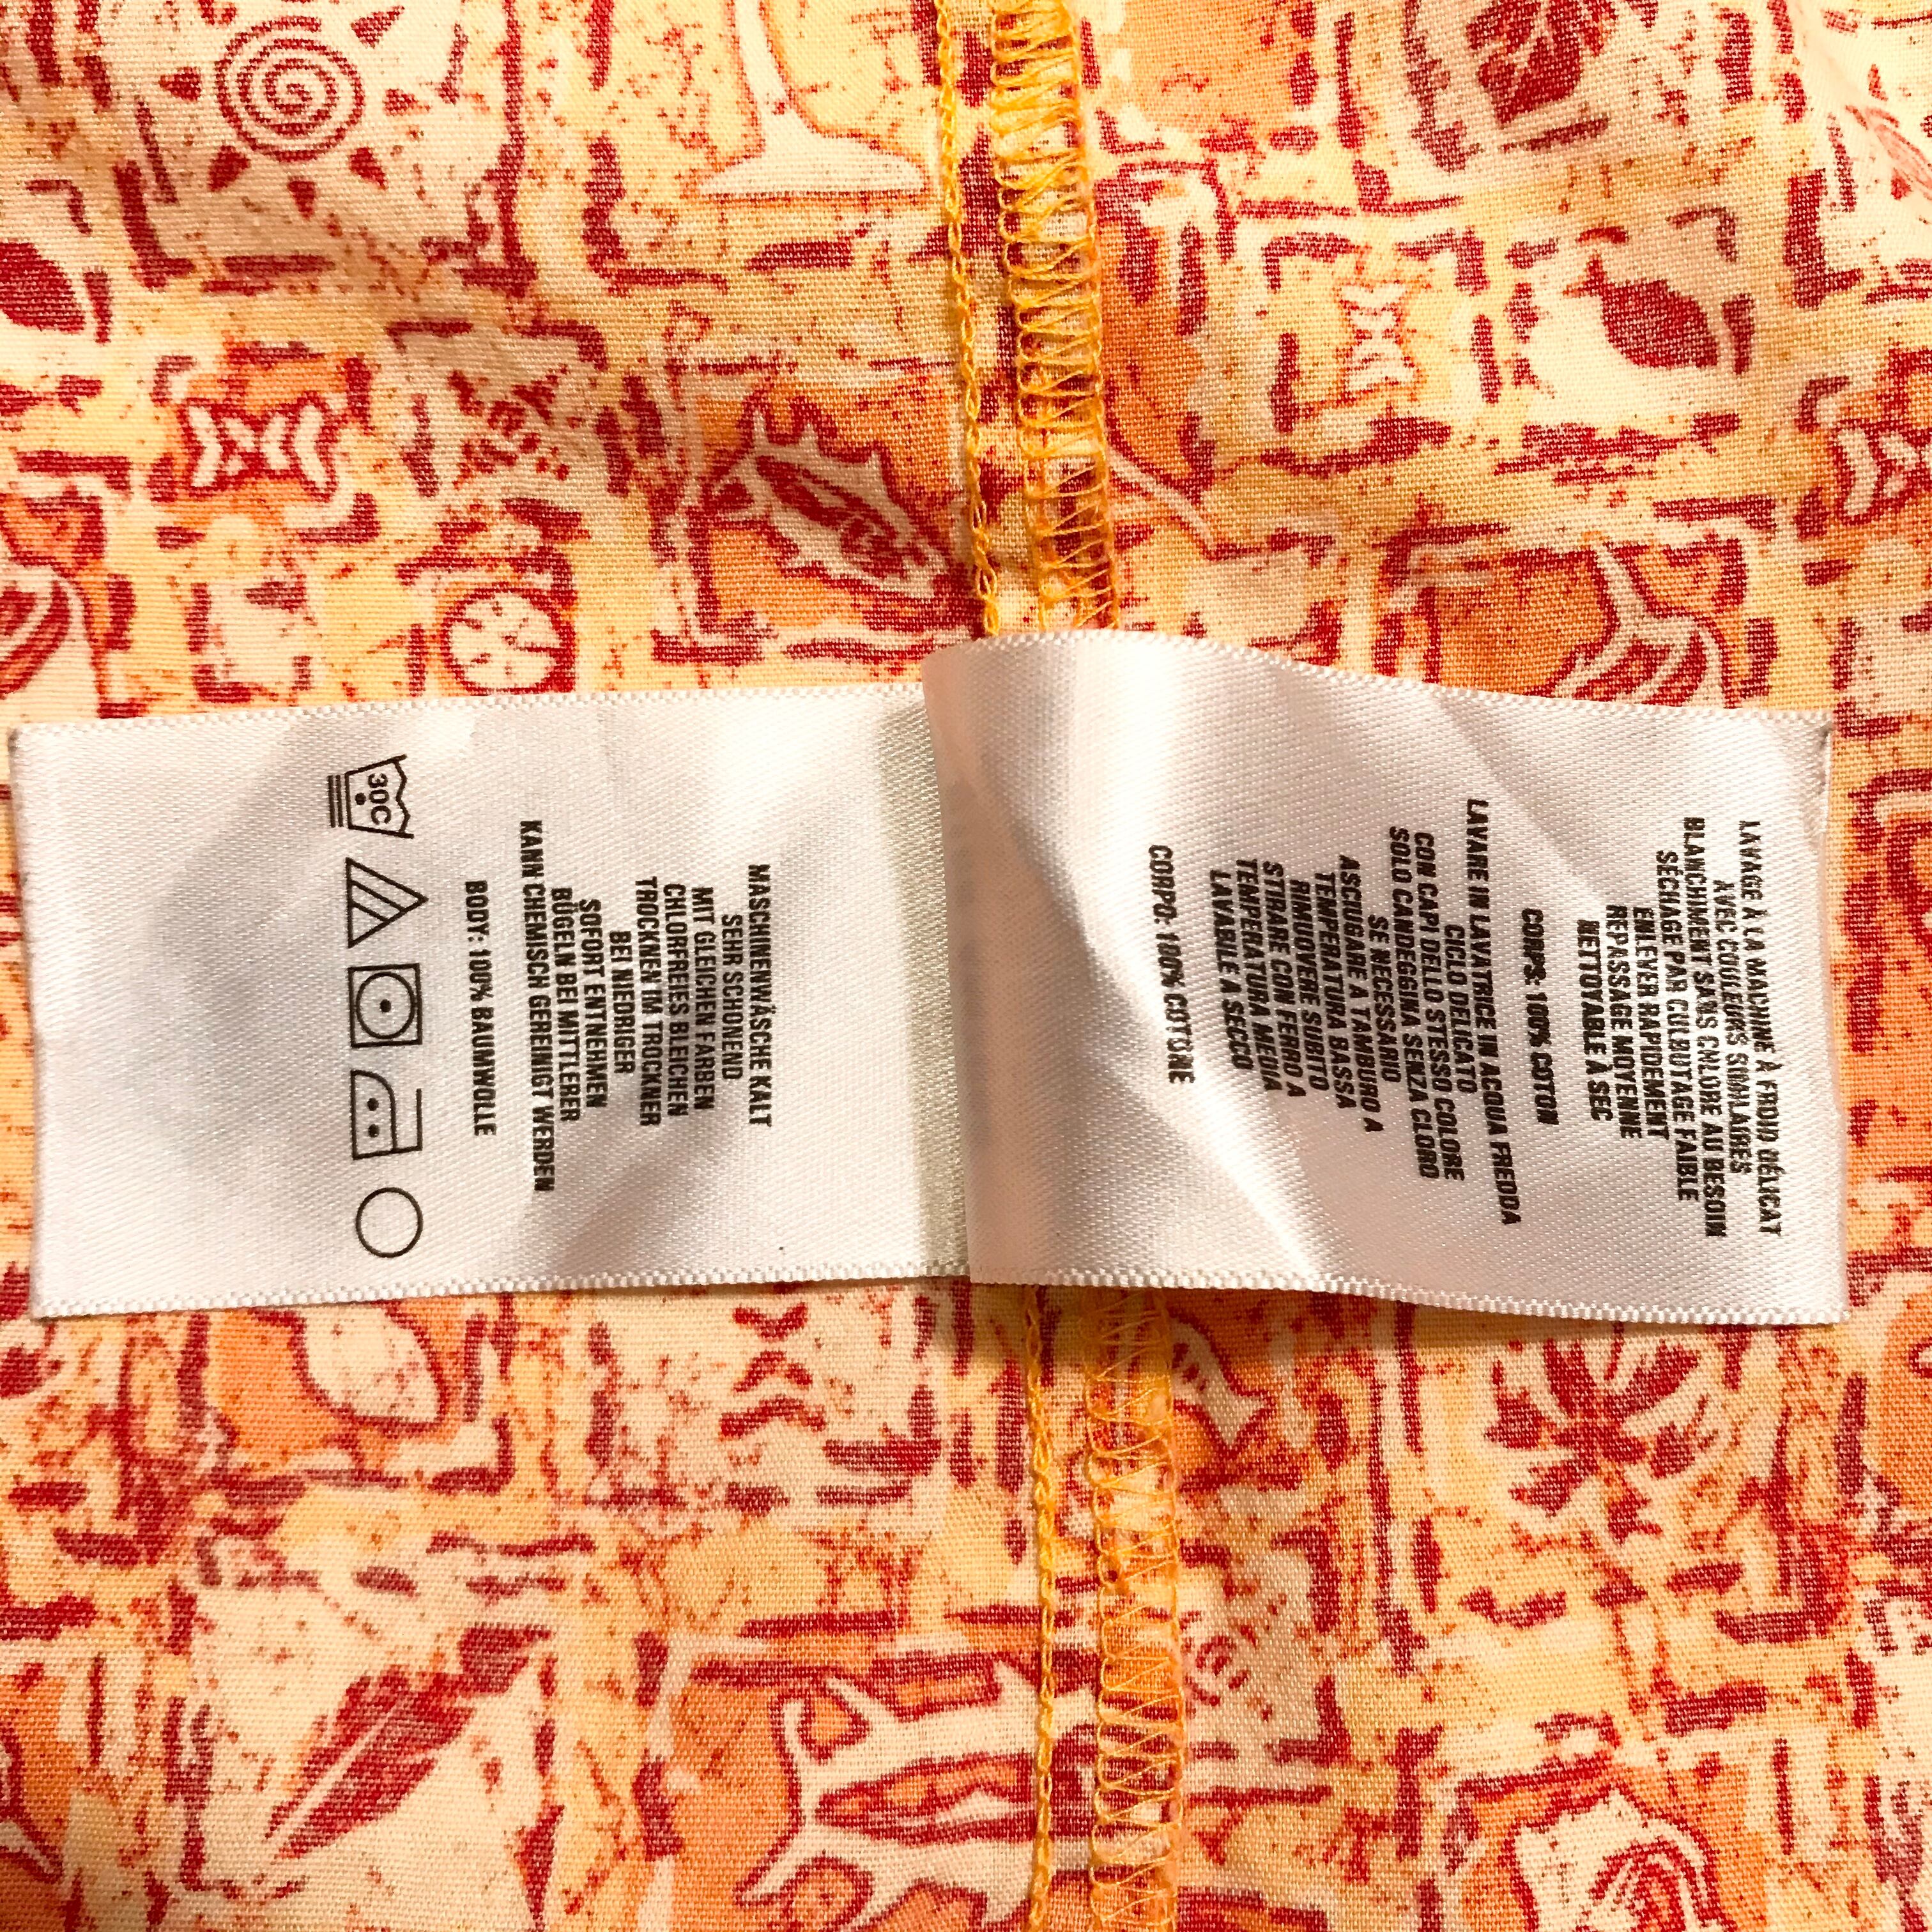 LAVAGE À LA MACHINE À FROID DÉLICAT
AVEC COULEURS SIMILAIRES
BLANCHIMENT SANS CHLORE AU BESOIN
SÉCHAGE PAR CULBUTAGE FAIBLE
ENLEVER RAPIDEMENT
REPASSAGE MOYENNE
NETTOYABLE À SEC
CORPS: 100% COTON
LAVARE IN LAVATRICE IN ACQUA FREDDA
CICLO DELICATO
CON CAPI DELLO STESSO COLORE
SOLO CANDEGGINA SENZA CLORO
SE NECESSARIO
ASCIUGARE A TAMBURO A
TEMPERATURA BASSA
RIMUOVERE SUBITO
STIRARE CON FERRO A
TEMPERATURA MEDIA
LAVABILE A SECCO
CORPO: 100% COTONE
MASCHINENWÄSCHE KALT
SEHR SCHONEND
MIT GLEICHEN FARBEN
CHLORFREIES BLEICHEN
TROCKNEN IM TROCKNER
BEI NIEDRIGER
SOFORT ENTNEHMEN
BÜGELN BEI MITTLERER
KANN CHEMISCH GEREINIGT WERDEN
BODY: 100% BAUMWOLLE
30C